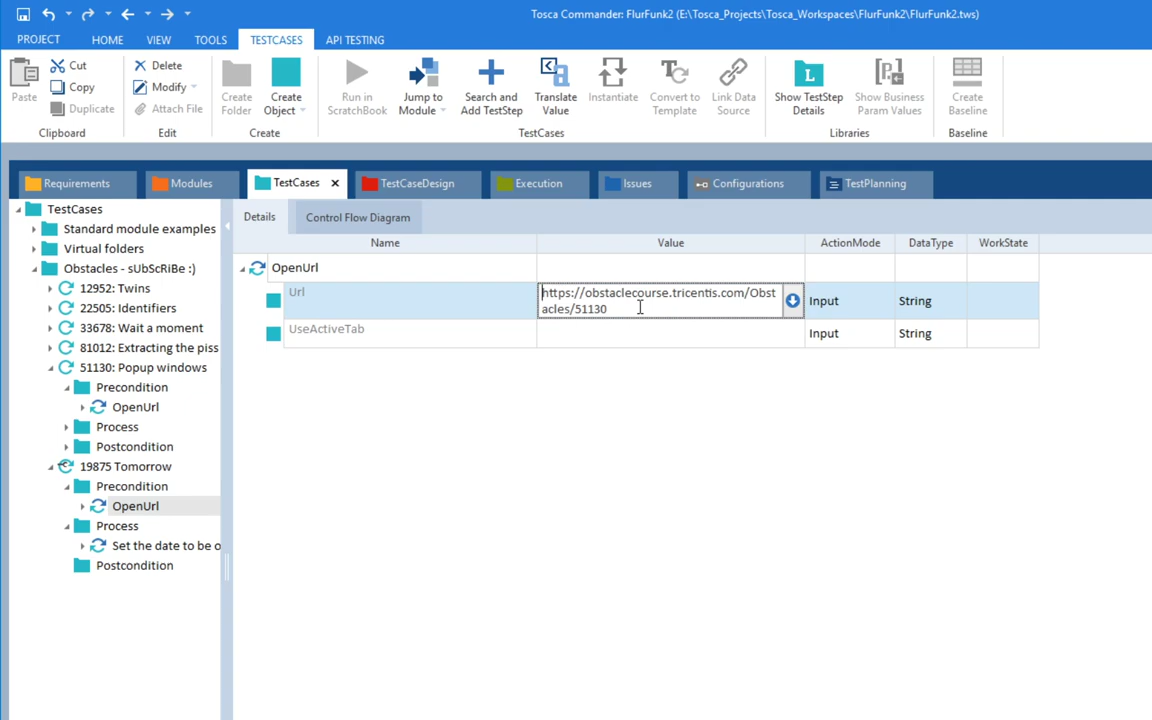 Tosca Commander: FlurFunk2 (E:\Tosca_Projects\Tosca_Workspaces\FlurFunk2\FlurFunk2.tws)
PROJECT HOME VIEW TOOLS TESTCASES API TESTING
Paste
Cut
Copy
Duplicate
Clipboard
Delete
Modify
Attach File
Edit
Create Folder
Create Object
Create
Run in ScratchBook
Jump to Module
Search and Add TestStep
Translate Value
Instantiate
Convert to Template
Link Data Source
TestCases
L
Show TestStep Details
[P.]
Show Business Param Values
Libraries
Create Baseline
Baseline
Requirements Modules TestCases TestCaseDesign Execution Issues Configurations TestPlanning
TestCases
Standard module examples
Virtual folders
Obstacles - sUbScRiBe :)
12952: Twins
22505: Identifiers
33678: Wait a moment
81012: Extracting the piss
51130: Popup windows
Precondition
OpenUrl
Process
Postcondition
19875 Tomorrow
Precondition
OpenUrl
Process
Set the date to be o
Postcondition
Details Control Flow Diagram
Name Value ActionMode DataType WorkState
OpenUrl
Url https://obstaclecourse.tricentis.com/Obst
acles/51130 Input String
UseActiveTab Input String